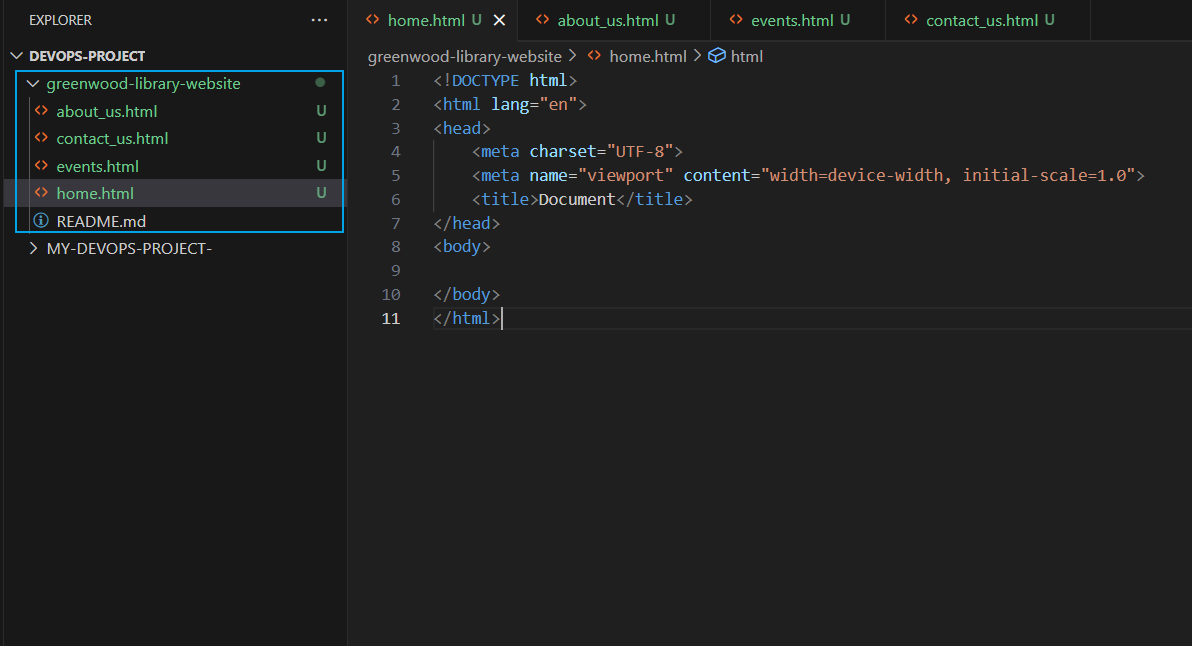 EXPLORER ···
DEVOPS-PROJECT
greenwood-library-website
about_us.html U
contact_us.html U
events.html U
home.html U
README.md
MY-DEVOPS-PROJECT-
home.html U about_us.html U events.html U contact_us.html U
greenwood-library-website > home.html > html
1 <!DOCTYPE html>
2 <html lang="en">
3 <head>
4 <meta charset="UTF-8">
5 <meta name="viewport" content="width=device-width, initial-scale=1.0">
6 <title>Document</title>
7 </head>
8 <body>
9
10 </body>
11 </html>